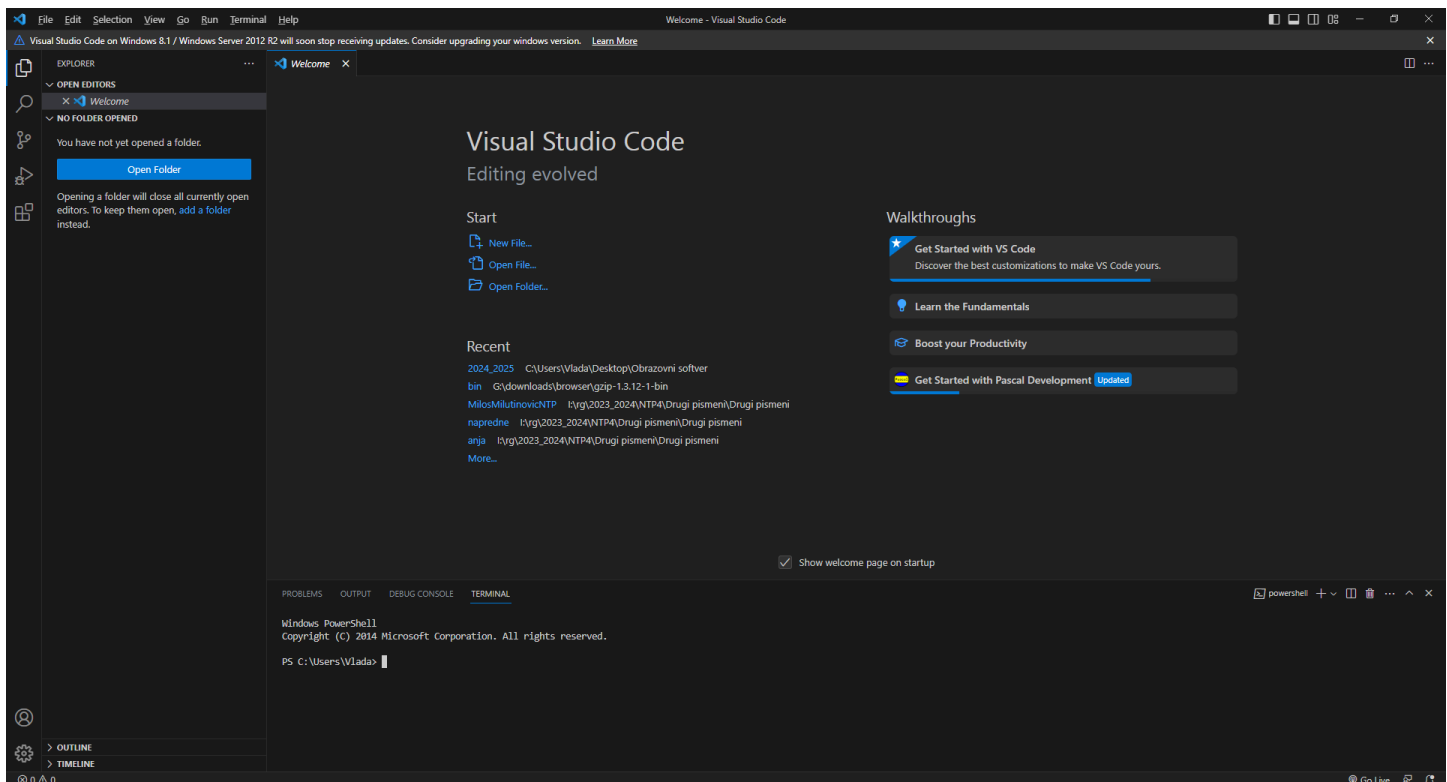 File Edit Selection View Go Run Terminal Help
Welcome - Visual Studio Code
Visual Studio Code on Windows 8.1 / Windows Server 2012 R2 will soon stop receiving updates. Consider upgrading your windows version. Learn More
EXPLORER
OPEN EDITORS
Welcome
NO FOLDER OPENED
You have not yet opened a folder.
Open Folder
Opening a folder will close all currently open
editors. To keep them open, add a folder
instead.
OUTLINE
TIMELINE
Welcome
Visual Studio Code
Editing evolved
Start
New File...
Open File...
Open Folder...
Recent
2024_2025 C:\Users\Vlada\Desktop\Obrazovni softver
bin G:\downloads\browser\gzip-1.3.12-1-bin
MilosMilutinovicNTP I:\rg\2023_2024\NTP4\Drugi pismeni\Drugi pismeni
napredne I:\rg\2023_2024\NTP4\Drugi pismeni\Drugi pismeni
anja I:\rg\2023_2024\NTP4\Drugi pismeni\Drugi pismeni
More...
Walkthroughs
Get Started with VS Code
Discover the best customizations to make VS Code yours.
Learn the Fundamentals
Boost your Productivity
Get Started with Pascal Development Updated
Show welcome page on startup
PROBLEMS OUTPUT DEBUG CONSOLE TERMINAL
powershell
Windows PowerShell
Copyright (C) 2014 Microsoft Corporation. All rights reserved.
PS C:\Users\Vlada>
0 0
Go Live